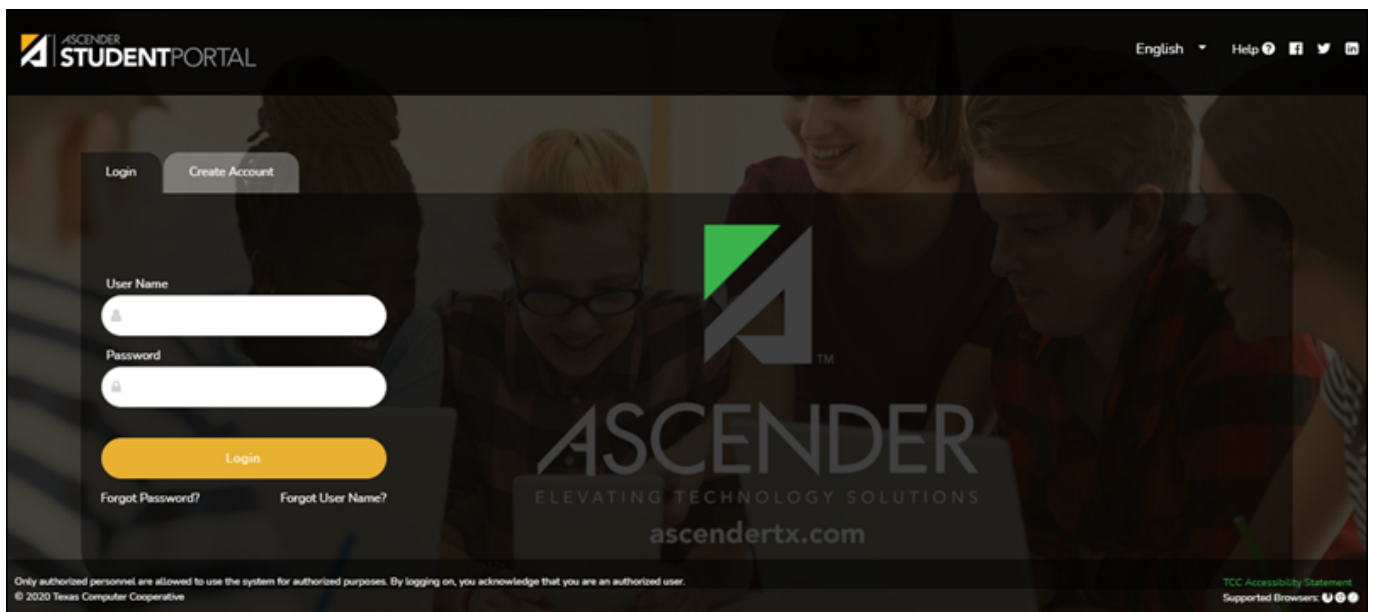 ASCENDER
STUDENTPORTAL
English
Help
Login
Create Account
User Name
Password
Login
Forgot Password?
Forgot User Name?
TM
ASCENDER
ELEVATING TECHNOLOGY SOLUTIONS
ascendertx.com
Only authorized personnel are allowed to use the system for authorized purposes. By logging on, you acknowledge that you are an authorized user.
© 2020 Texas Computer Cooperative
TCC Accessibility Statement
Supported Browsers: